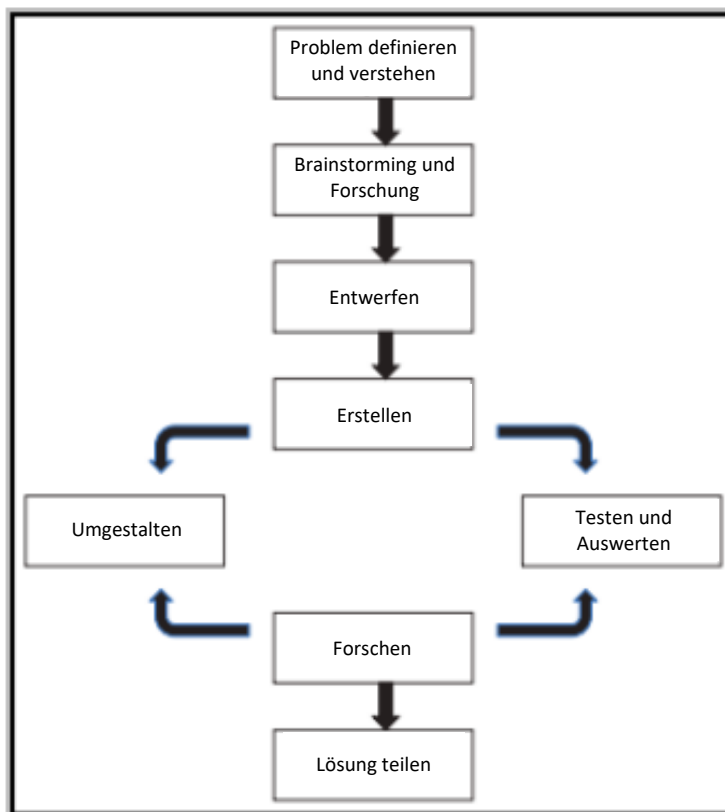 Problem definieren
und verstehen
Brainstorming und
Forschung
Entwerfen
Erstellen
Umgestalten
Testen und
Auswerten
Forschen
Lösung teilen